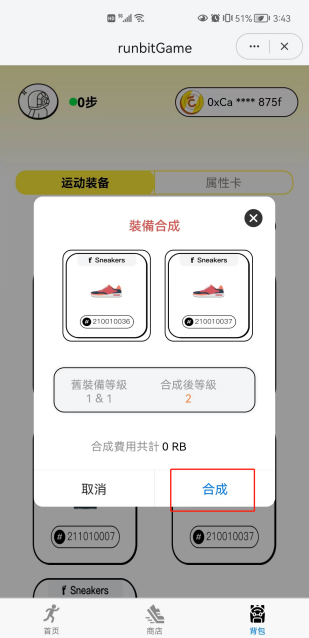 HD 5G 51% 3:43
runbitGame
0步
0xCa **** 875f
运动装备 属性卡
裝備合成
f Sneakers f Sneakers
# 210010036 # 210010037
舊裝備等級 合成後等級
1 & 1 2
合成費用共計 0 RB
取消 合成
# 211010007 # 210010037
f Sneakers
首页 商店 背包